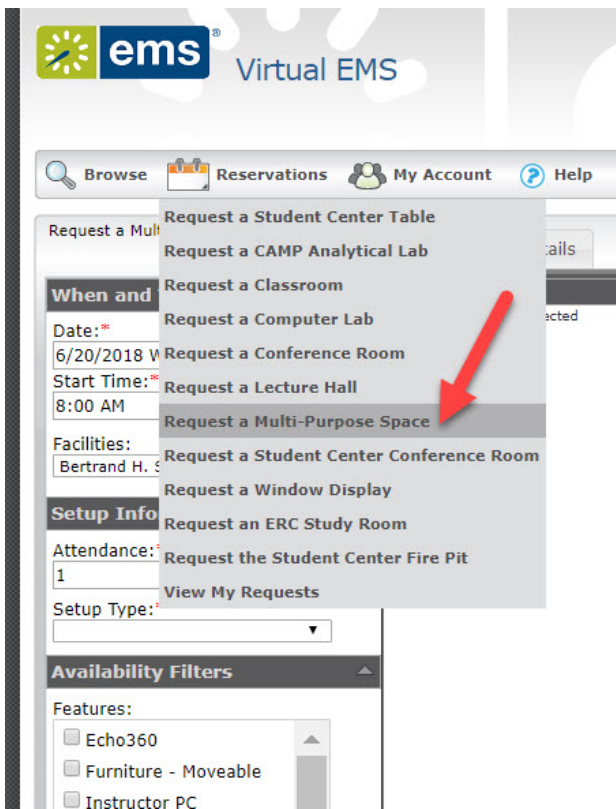 ems®
Virtual EMS
Browse Reservations My Account ? Help
Request a Student Center Table
Request a CAMP Analytical Lab
Request a Classroom
Request a Computer Lab
Request a Conference Room
Request a Lecture Hall
Request a Multi-Purpose Space
Request a Student Center Conference Room
Request a Window Display
Request an ERC Study Room
Request the Student Center Fire Pit
View My Requests
Request a Mul
ails
When and
ected
Date:*
6/20/2018 W
Start Time:*
8:00 AM
Facilities:
Bertrand H. S
Setup Info
Attendance:*
1
Setup Type:*
Availability Filters
Features:
Echo360
Furniture - Moveable
Instructor PC